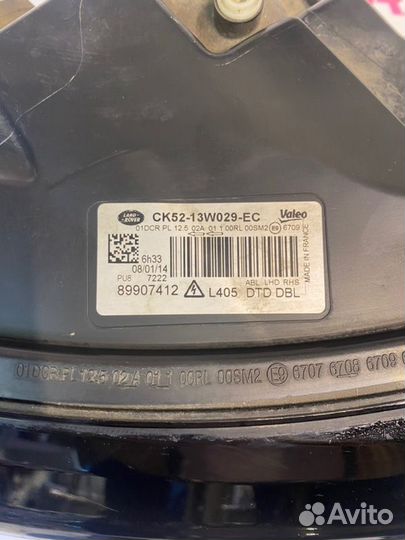 LAND ROVER
CK52-13W029-EC
Valeo
01DCR PL 12.5 02A 01 1 00RL 00SM2 E9 6709
6h33
08/01/14
PU8 7222
ABL LHD RHS
89907412 L405 DTD DBL
MADE IN FRANCE
01DCR PL 12.5 02A 01 1 00RL 00SM2 E9 6707 6708 6709
Avito